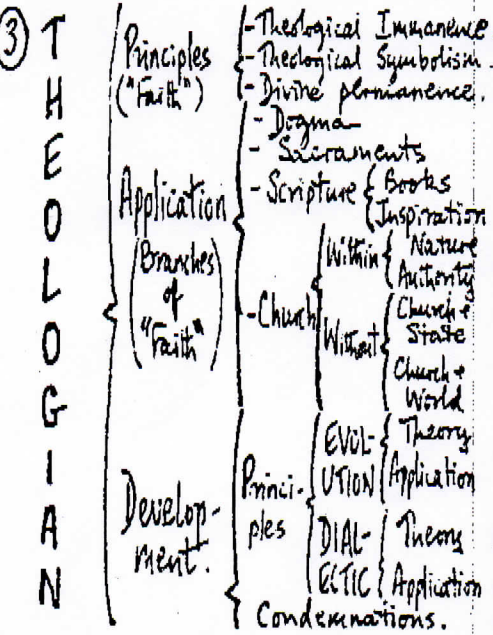 ③ THEOLOGIAN
Principles
("Faith")
- Theological Immanence
- Theological Symbolism.
- Divine permanence.
Application
(Branches
of
"Faith")
- Dogma
- Sacraments
- Scripture
Books
Inspiration
- Church
Within
Nature
Authority
Without
Church +
State
Church +
World
Develop-
ment.
Princi-
ples
EVOL-
UTION
Theory
Application
DIAL-
ECTIC
Theory
Application
Condemnations.